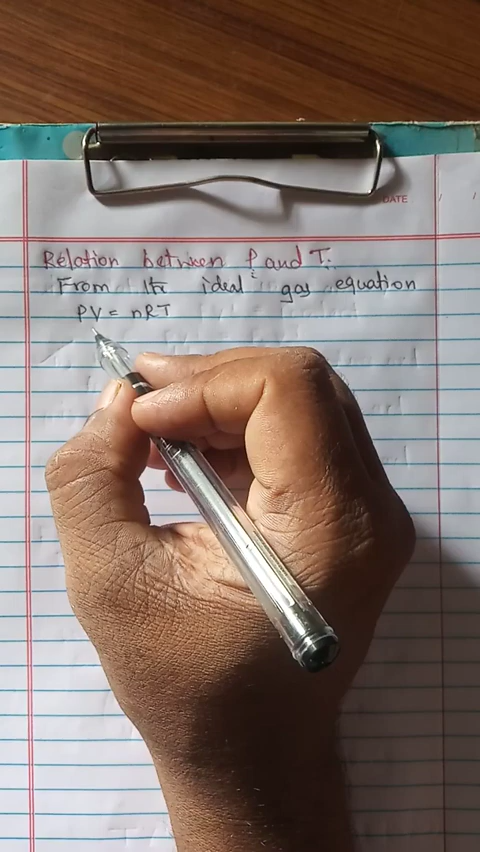 DATE
Relation between P and T:
From the ideal gas equation
PV = nRT